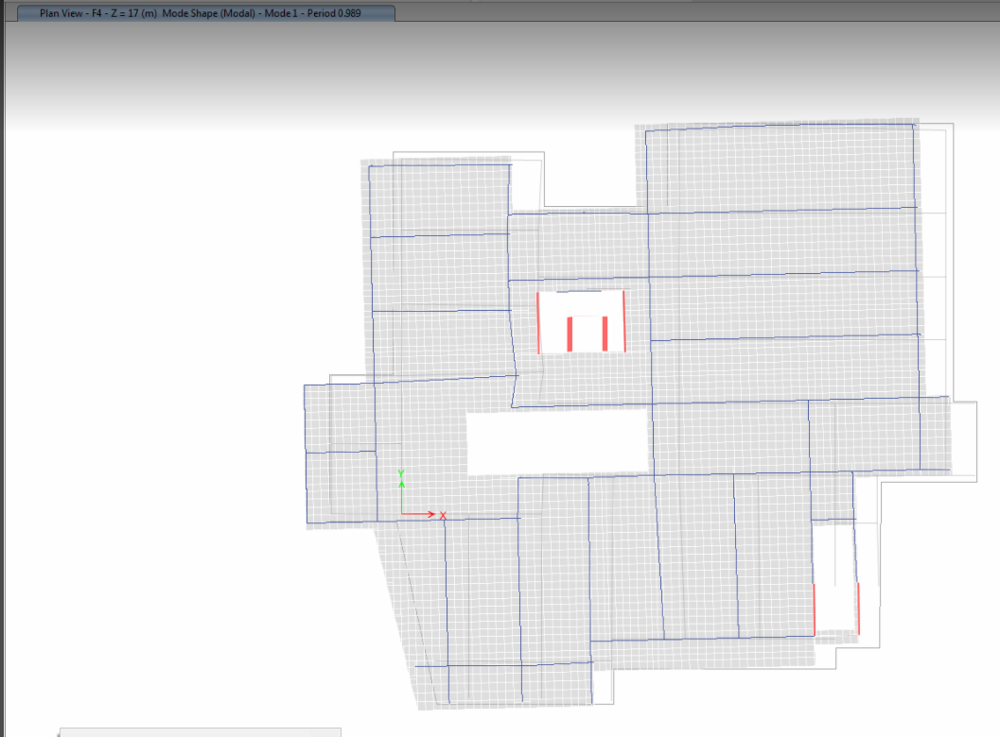 Plan View - F4 - Z = 17 (m) Mode Shape (Modal) - Mode 1 - Period 0.989
Y
X